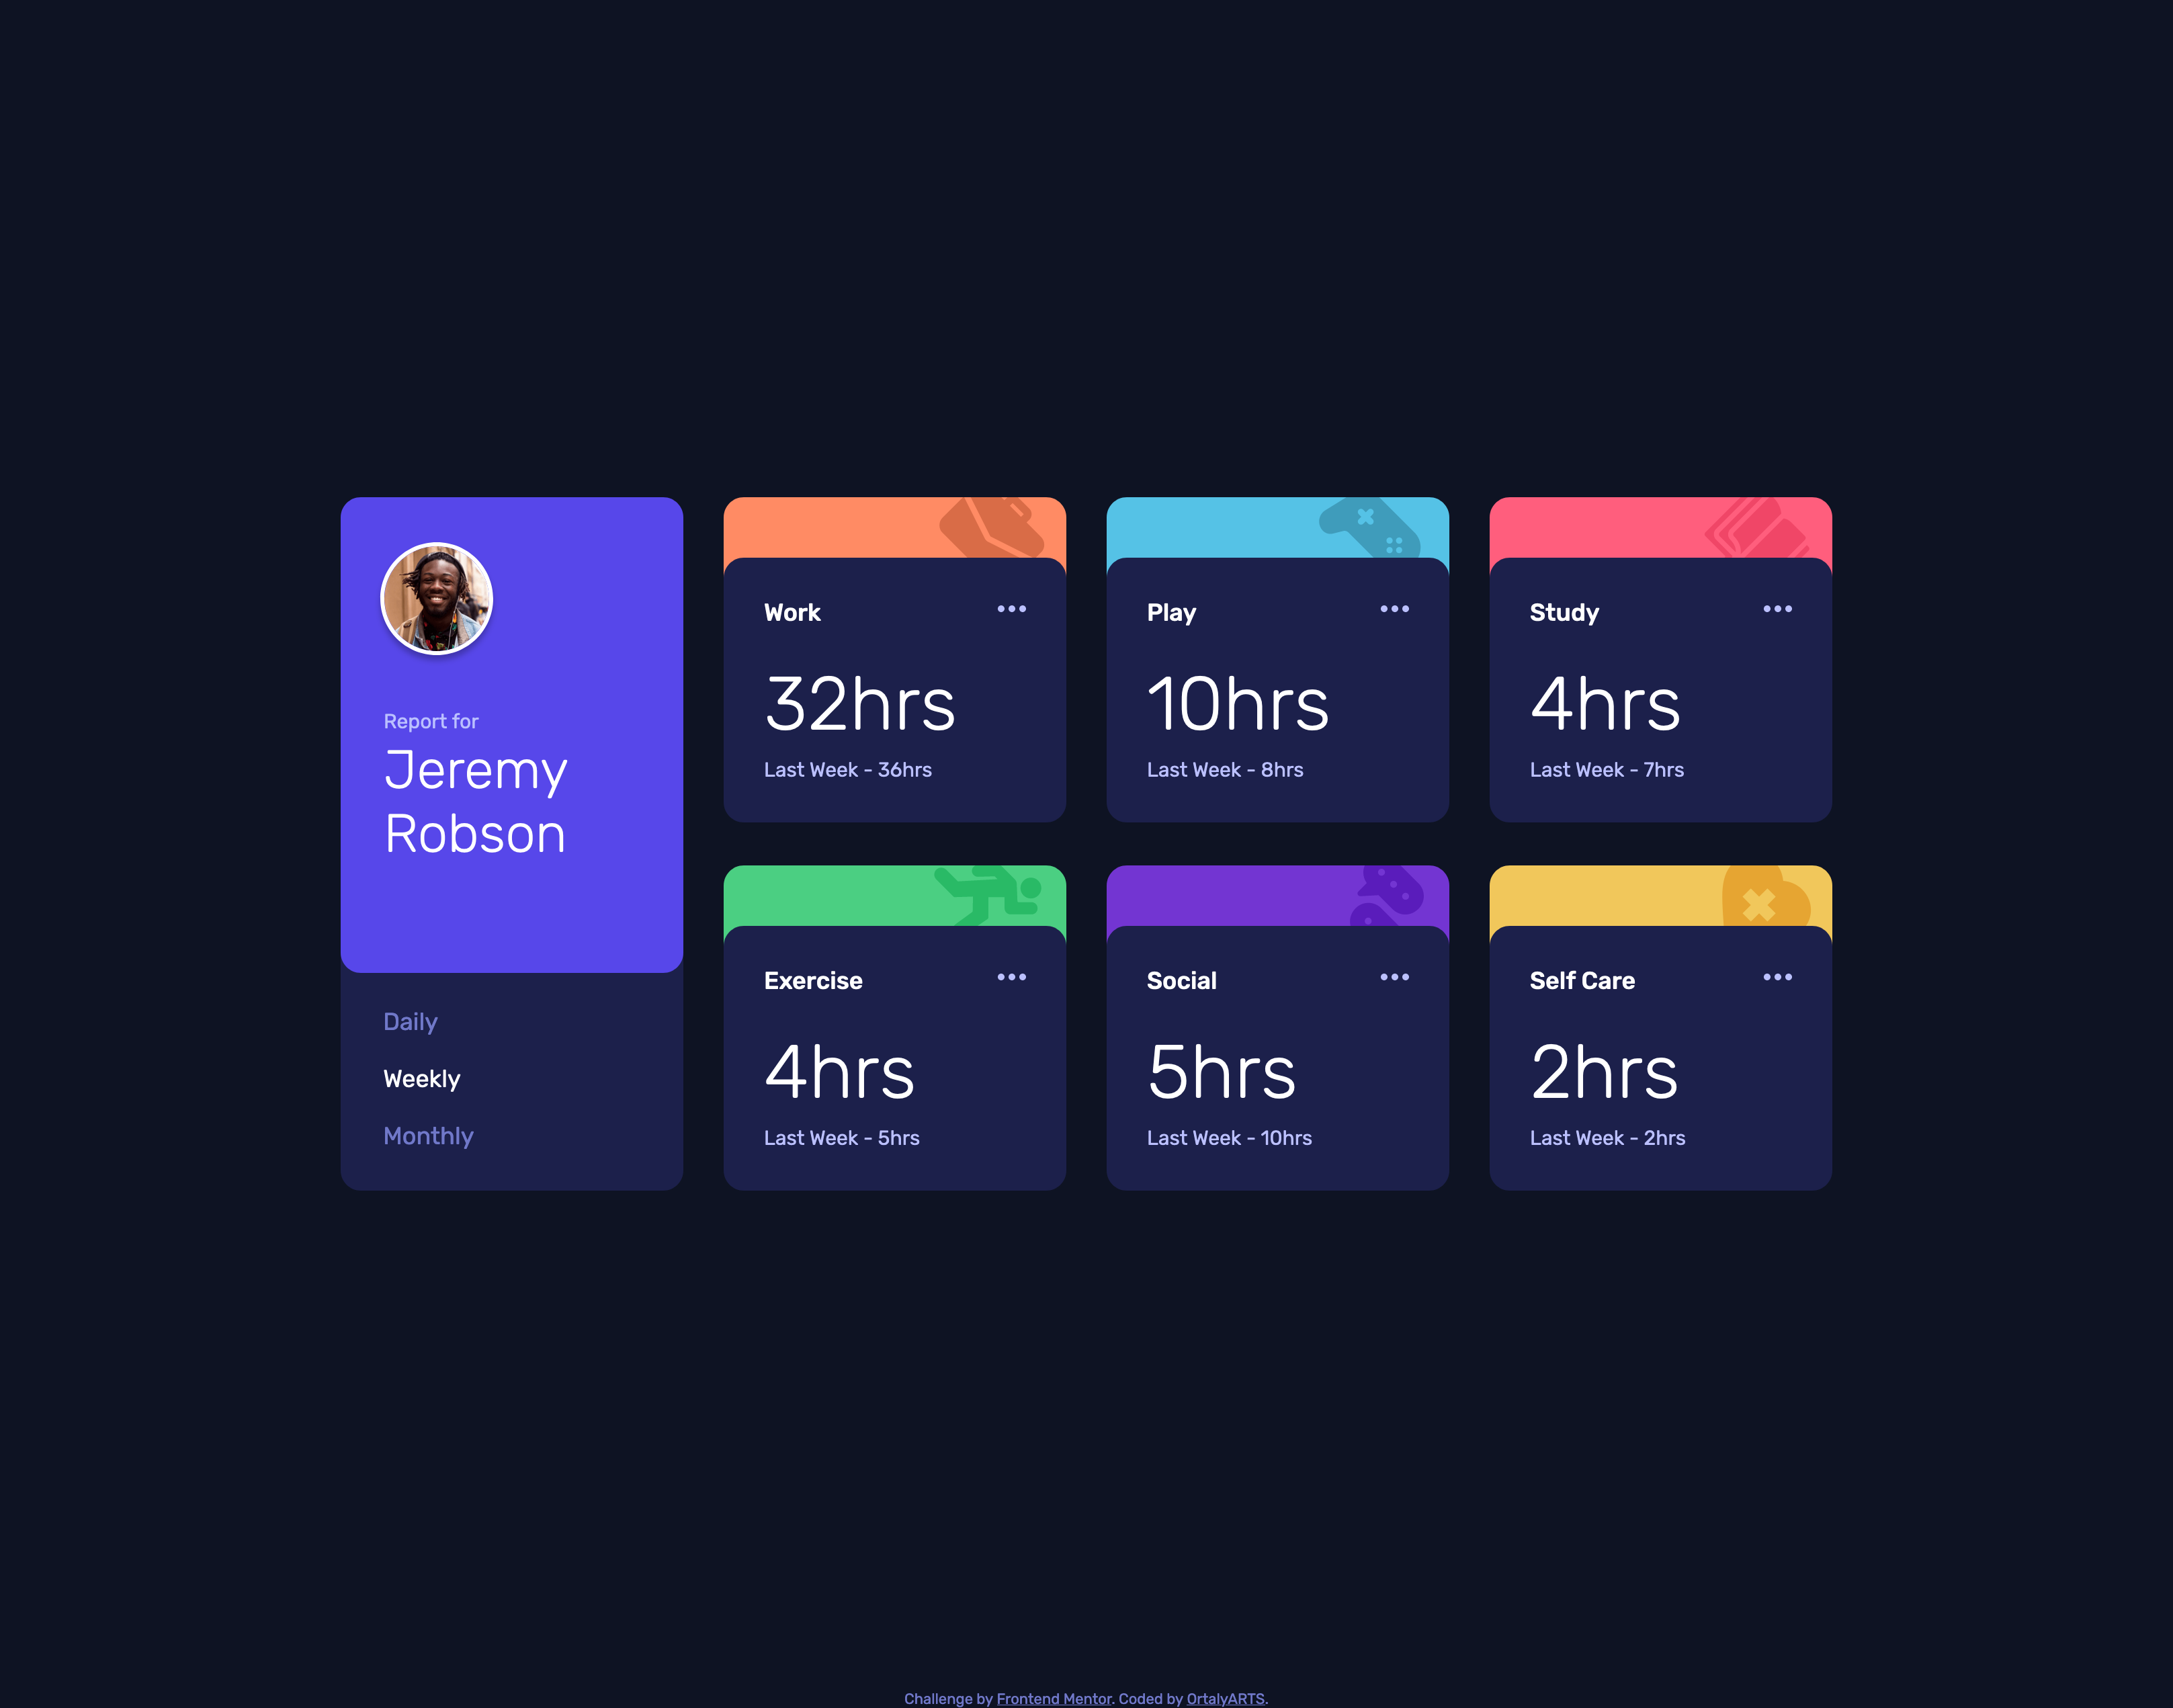 Report for
Jeremy
Robson
Daily
Weekly
Monthly
Work
32hrs
Last Week - 36hrs
Play
10hrs
Last Week - 8hrs
Study
4hrs
Last Week - 7hrs
Exercise
4hrs
Last Week - 5hrs
Social
5hrs
Last Week - 10hrs
Self Care
2hrs
Last Week - 2hrs
Challenge by Frontend Mentor. Coded by OrtalyARTS.